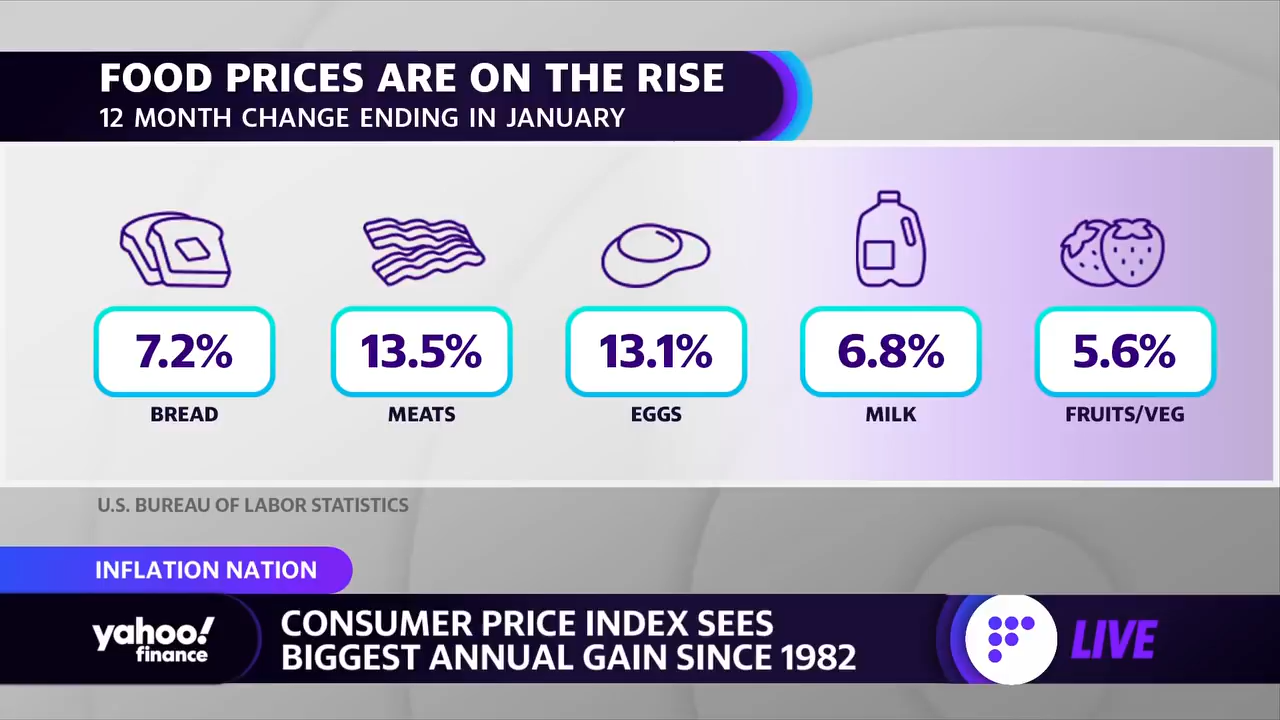 FOOD PRICES ARE ON THE RISE
12 MONTH CHANGE ENDING IN JANUARY
7.2%
BREAD
13.5%
MEATS
13.1%
EGGS
6.8%
MILK
5.6%
FRUITS/VEG
U.S. BUREAU OF LABOR STATISTICS
INFLATION NATION
yahoo!
finance
CONSUMER PRICE INDEX SEES
BIGGEST ANNUAL GAIN SINCE 1982
LIVE